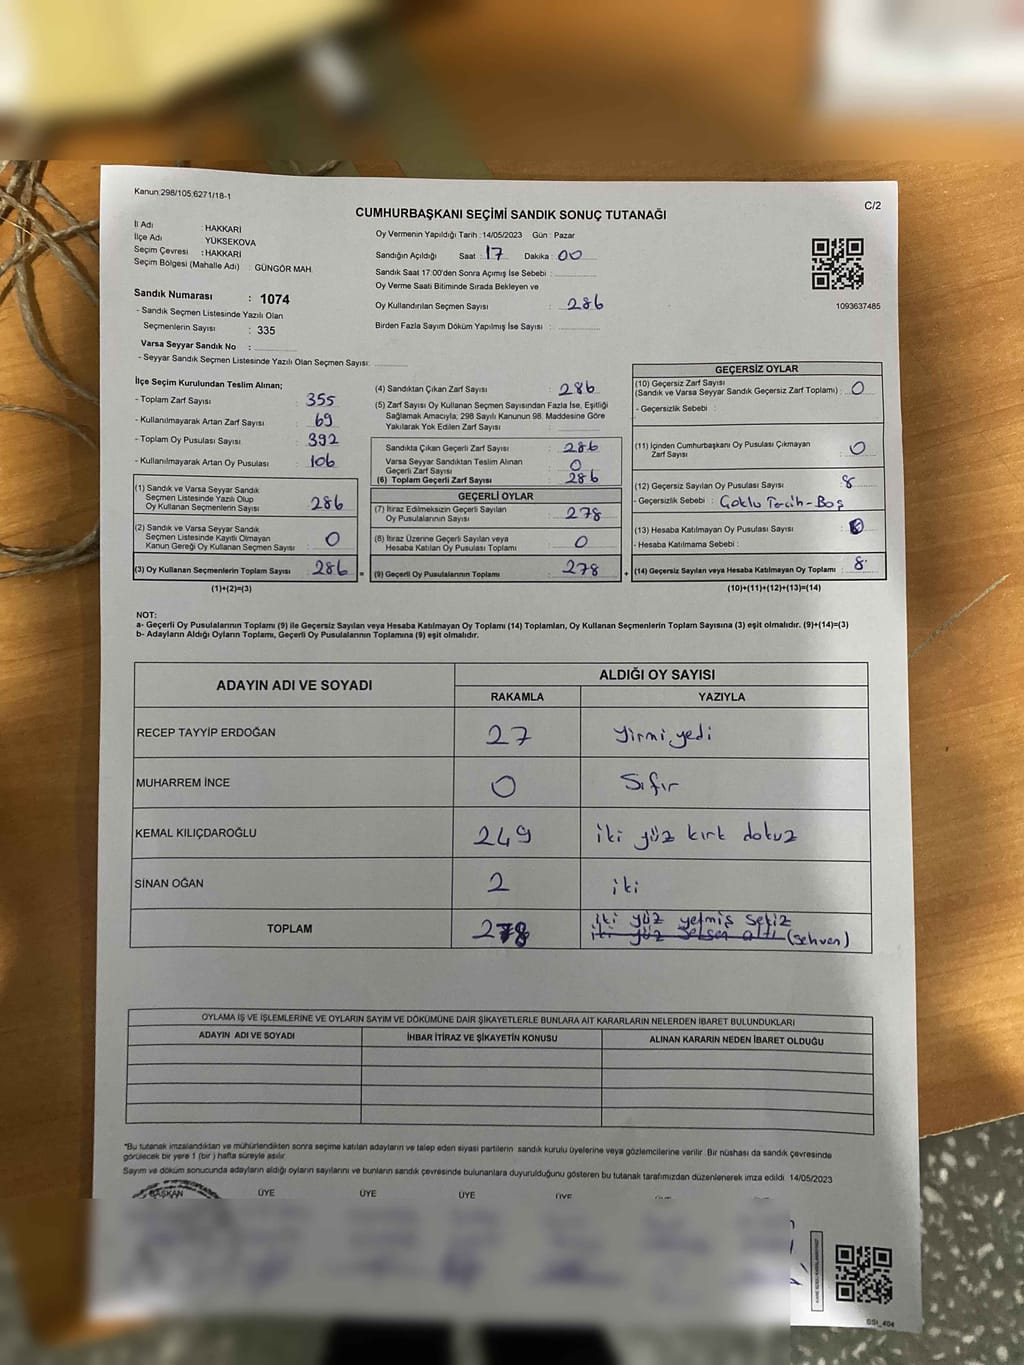 Kanun:298/105;6271/18-1
C/2
CUMHURBAŞKANI SEÇİMİ SANDIK SONUÇ TUTANAĞI
İl Adı HAKKARİ
İlçe Adı YÜKSEKOVA
Seçim Çevresi : HAKKARİ
Seçim Bölgesi (Mahalle Adı) : GÜNGÖR MAH.
Oy Vermenin Yapıldığı Tarih : 14/05/2023 Gün : Pazar
Sandığın Açıldığı Saat : 17 Dakika 00
Sandık Saat 17:00'den Sonra Açımış İse Sebebi :
Oy Verme Saati Bitiminde Sırada Bekleyen ve
Oy Kullandırılan Seçmen Sayısı : 286
Birden Fazla Sayım Döküm Yapılmış İse Sayısı :
1093637485
Sandık Numarası : 1074
- Sandık Seçmen Listesinde Yazılı Olan
Seçmenlerin Sayısı : 335
Varsa Seyyar Sandık No :
- Seyyar Sandık Seçmen Listesinde Yazılı Olan Seçmen Sayısı:
İlçe Seçim Kurulundan Teslim Alınan;
- Toplam Zarf Sayısı : 355
- Kullanılmayarak Artan Zarf Sayısı : 69
- Toplam Oy Pusulası Sayısı : 392
- Kullanılmayarak Artan Oy Pusulası : 106
(1) Sandık ve Varsa Seyyar Sandık
Seçmen Listesinde Yazılı Olup
Oy Kullanan Seçmenlerin Sayısı : 286
(2) Sandık ve Varsa Seyyar Sandık
Seçmen Listesinde Kayıtlı Olmayan
Kanun Gereği Oy Kullanan Seçmen Sayısı : 0
(3) Oy Kullanan Seçmenlerin Toplam Sayısı : 286 =
(1)+(2)=(3)
(4) Sandıktan Çıkan Zarf Sayısı : 286
(5) Zarf Sayısı Oy Kullanan Seçmen Sayısından Fazla İse, Eşitliği
Sağlamak Amacıyla, 298 Sayılı Kanunun 98. Maddesine Göre
Yakılarak Yok Edilen Zarf Sayısı :
Sandıkta Çıkan Geçerli Zarf Sayısı : 286
Varsa Seyyar Sandıktan Teslim Alınan
Geçerli Zarf Sayısı : 0
(6) Toplam Geçerli Zarf Sayısı : 286
GEÇERLİ OYLAR
(7) İtiraz Edilmeksizin Geçerli Sayılan
Oy Pusulalarının Sayısı : 278
(8) İtiraz Üzerine Geçerli Sayılan veya
Hesaba Katılan Oy Pusulası Toplamı : 0
(9) Geçerli Oy Pusulalarının Toplamı : 278 +
GEÇERSİZ OYLAR
(10) Geçersiz Zarf Sayısı
(Sandık ve Varsa Seyyar Sandık Geçersiz Zarf Toplamı) : 0
- Geçersizlik Sebebi :
(11) İçinden Cumhurbaşkanı Oy Pusulası Çıkmayan
Zarf Sayısı : 0
(12) Geçersiz Sayılan Oy Pusulası Sayısı : 8
- Geçersizlik Sebebi : Çoklu Tercih-Boş
(13) Hesaba Katılmayan Oy Pusulası Sayısı :
- Hesaba Katılmama Sebebi :
(14) Geçersiz Sayılan veya Hesaba Katılmayan Oy Toplamı : 8
(10)+(11)+(12)+(13)=(14)
NOT:
a- Geçerli Oy Pusulalarının Toplamı (9) ile Geçersiz Sayılan veya Hesaba Katılmayan Oy Toplamı (14) Toplamları, Oy Kullanan Seçmenlerin Toplam Sayısına (3) eşit olmalıdır. (9)+(14)=(3)
b- Adayların Aldığı Oyların Toplamı, Geçerli Oy Pusulalarının Toplamına (9) eşit olmalıdır.
ADAYIN ADI VE SOYADI ALDIĞI OY SAYISI
RAKAMLA YAZIYLA
RECEP TAYYİP ERDOĞAN 27 Yirmi yedi
MUHARREM İNCE 0 Sıfır
KEMAL KILIÇDAROĞLU 249 iki yüz kırk dokuz
SİNAN OĞAN 2 iki
TOPLAM 278 iki yüz yetmiş sekiz
iki yüz seksen altı (sehven)
OYLAMA İŞ VE İŞLEMLERİNE VE OYLARIN SAYIM VE DÖKÜMÜNE DAİR ŞİKAYETLERLE BUNLARA AİT KARARLARIN NELERDEN İBARET BULUNDUKLARI
ADAYIN ADI VE SOYADI İHBAR İTİRAZ VE ŞİKAYETİN KONUSU ALINAN KARARIN NEDEN İBARET OLDUĞU
*Bu tutanak imzalandıktan ve mühürlendikten sonra seçime katılan adayların ve talep eden siyasi partilerin sandık kurulu üyelerine veya gözlemcilerine verilir. Bir nüshası da sandık çevresinde
görülecek bir yere 1 (bir) hafta süreyle asılır.
Sayım ve döküm sonucunda adayların aldığı oyların sayılarını ve bunların sandık çevresinde bulunanlara duyurulduğunu gösteren bu tutanak tarafımızdan düzenlenerek imza edildi. 14/05/2023
BAŞKAN ÜYE ÜYE ÜYE ÜYE
SSI_404